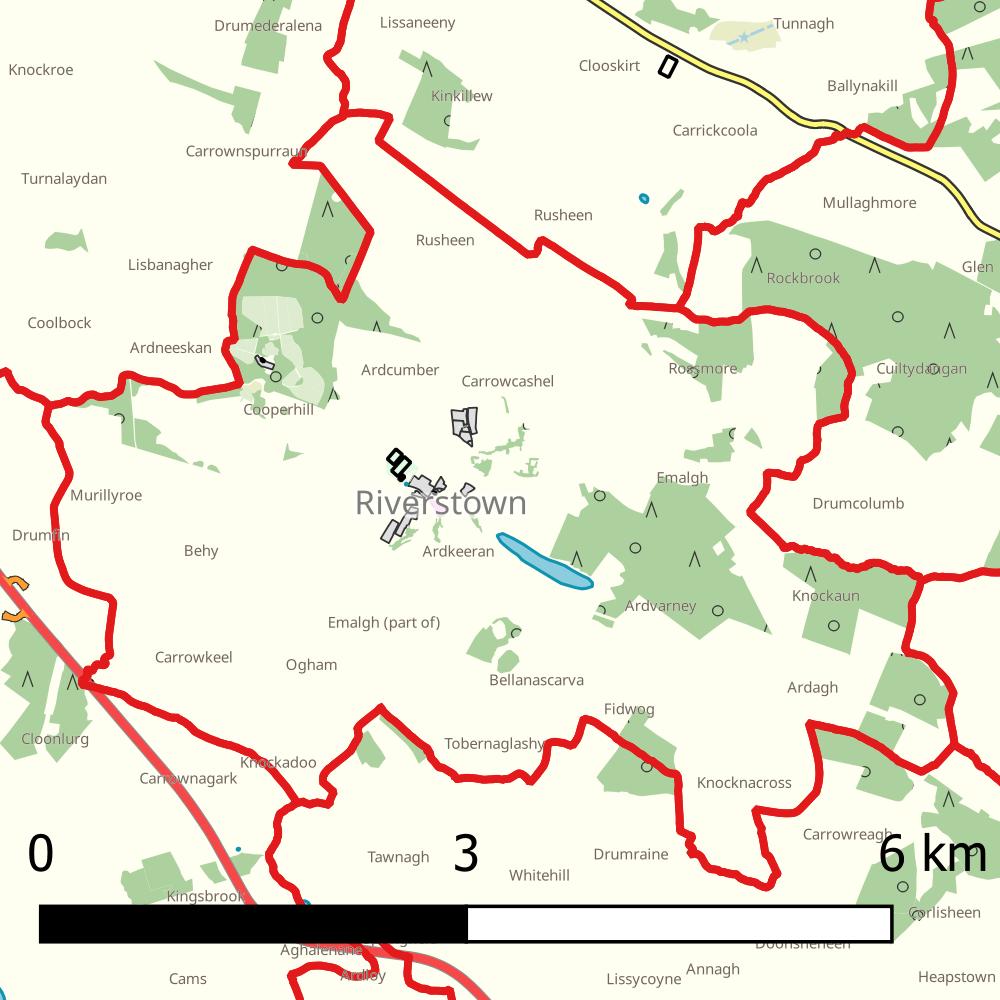 Lissaneeny
Drumederalena
Tunnagh
Knockroe
Clooskirt
Ballynakill
Kinkillew
Carrickcoola
Carrownspurraun
Turnalaydan
Mullaghmore
Rusheen
Rusheen
Lisbanagher
Glen
Rockbrook
Coolbock
Ardneeskan
Ardcumber
Rossmore
Cuiltydangan
Carrowcashel
Cooperhill
Emalgh
Murillyroe
Riverstown
Drumcolumb
Drumfin
Behy
Ardkeeran
Knockaun
Ardvarney
Emalgh (part of)
Carrowkeel
Ogham
Bellanascarva
Ardagh
Fidwog
Cloonlurg
Tobernaglashy
Knockadoo
Carrownagark
Knocknacross
Carrowreagh
0
3
6 km
Tawnagh
Drumraine
Whitehill
Kingsbrook
Corlisheen
Doonsheheen
Aghalenane
Ardloy
Cams
Lissycoyne
Annagh
Heapstown